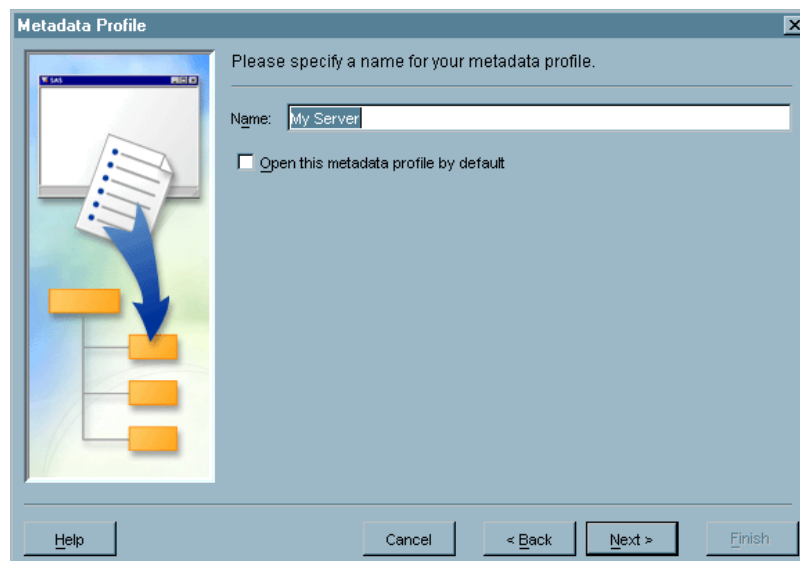 Metadata Profile
SAS
Please specify a name for your metadata profile.
Name: My Server
Open this metadata profile by default
Help
Cancel
< Back
Next >
Finish